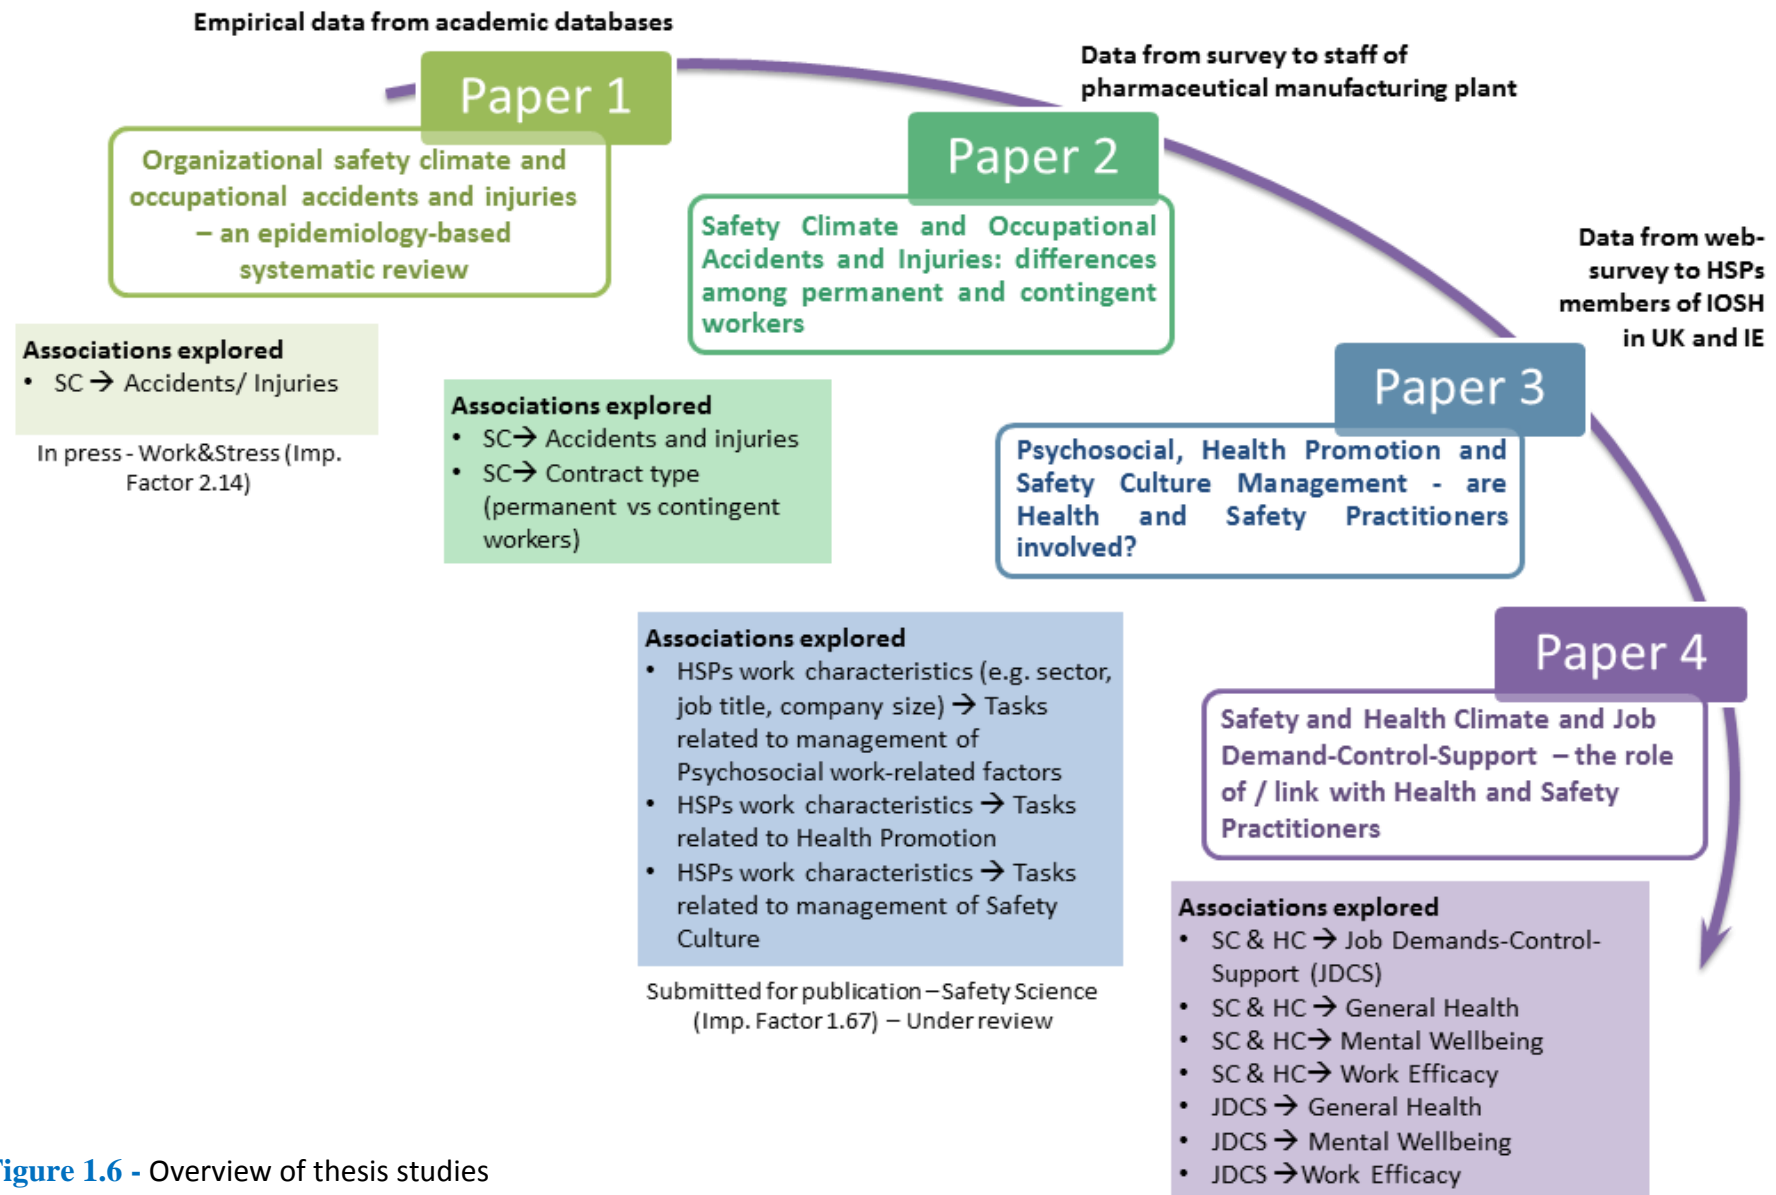 Empirical data from academic databases
Paper 1
Organizational safety climate and
occupational accidents and injuries
– an epidemiology-based
systematic review
Associations explored
• SC → Accidents/ Injuries
In press - Work&Stress (Imp.
Factor 2.14)
Data from survey to staff of
pharmaceutical manufacturing plant
Paper 2
Safety Climate and Occupational
Accidents and Injuries: differences
among permanent and contingent
workers
Associations explored
• SC→ Accidents and injuries
• SC→ Contract type
(permanent vs contingent
workers)
Data from web-
survey to HSPs
members of IOSH
in UK and IE
Paper 3
Psychosocial, Health Promotion and
Safety Culture Management - are
Health and Safety Practitioners
involved?
Associations explored
• HSPs work characteristics (e.g. sector,
job title, company size) → Tasks
related to management of
Psychosocial work-related factors
• HSPs work characteristics → Tasks
related to Health Promotion
• HSPs work characteristics → Tasks
related to management of Safety
Culture
Submitted for publication – Safety Science
(Imp. Factor 1.67) – Under review
Paper 4
Safety and Health Climate and Job
Demand-Control-Support – the role
of / link with Health and Safety
Practitioners
Associations explored
• SC & HC → Job Demands-Control-
Support (JDCS)
• SC & HC → General Health
• SC & HC→ Mental Wellbeing
• SC & HC→ Work Efficacy
• JDCS → General Health
• JDCS → Mental Wellbeing
• JDCS →Work Efficacy
igure 1.6 - Overview of thesis studies